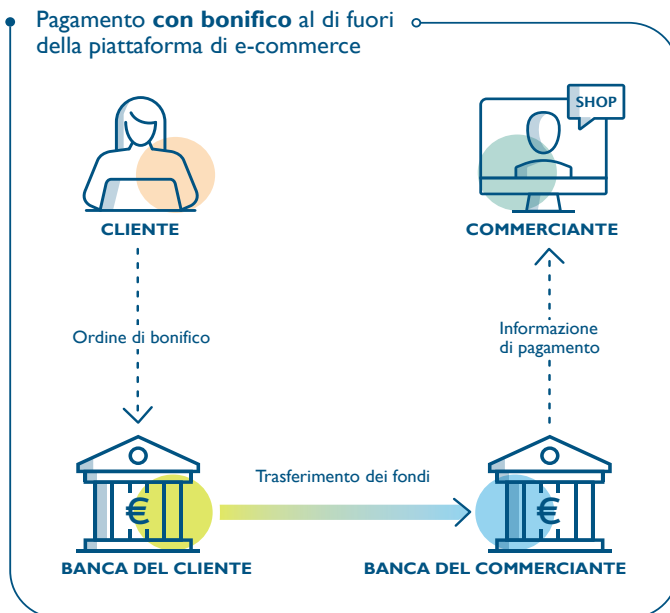 Pagamento con bonifico al di fuori
della piattaforma di e-commerce
SHOP
CLIENTE
COMMERCIANTE
Ordine di bonifico
Informazione
di pagamento
Trasferimento dei fondi
€
€
BANCA DEL CLIENTE
BANCA DEL COMMERCIANTE